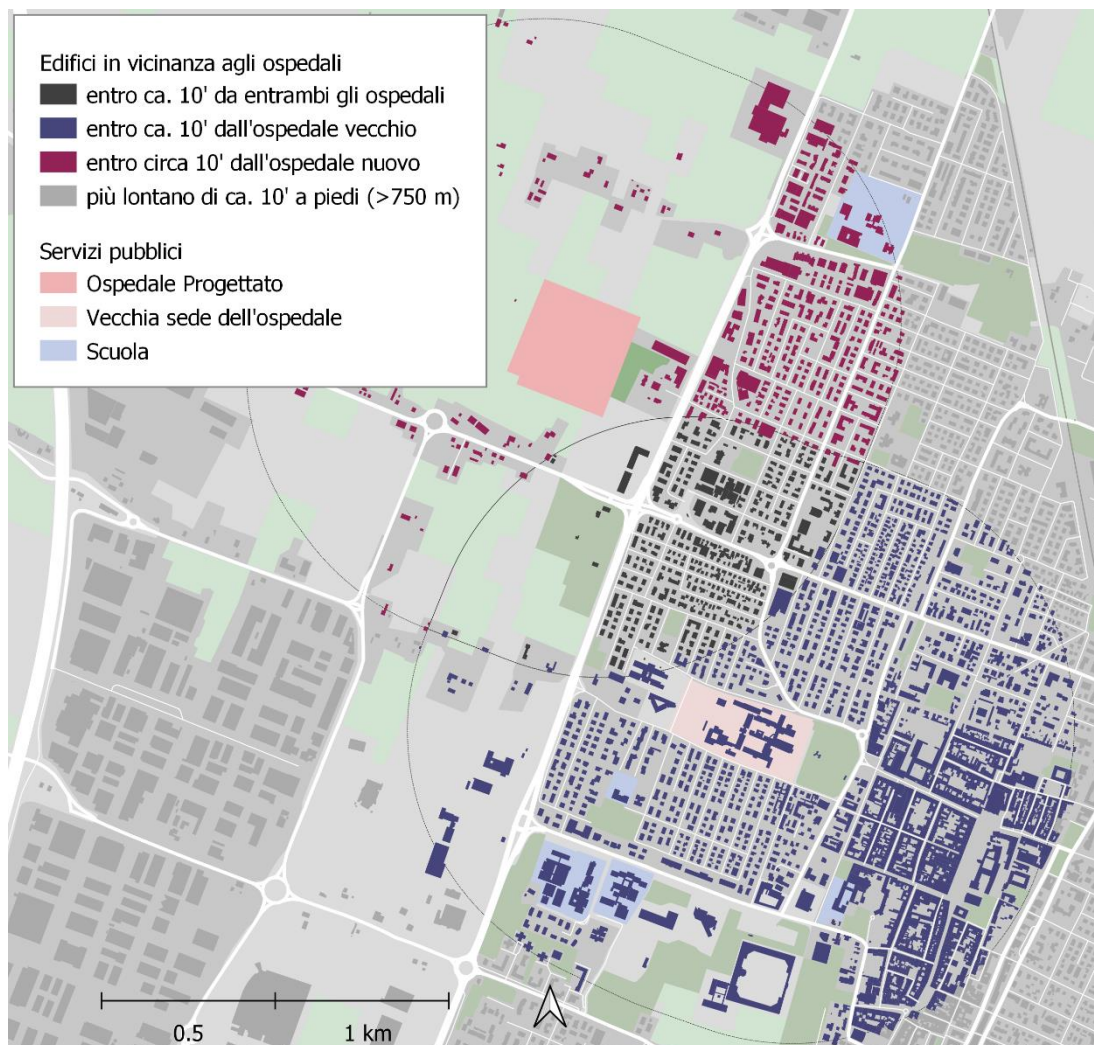 Edifici in vicinanza agli ospedali
entro ca. 10' da entrambi gli ospedali
entro ca. 10' dall'ospedale vecchio
entro circa 10' dall'ospedale nuovo
più lontano di ca. 10' a piedi (>750 m)
Servizi pubblici
Ospedale Progettato
Vecchia sede dell'ospedale
Scuola
0.5 1 km